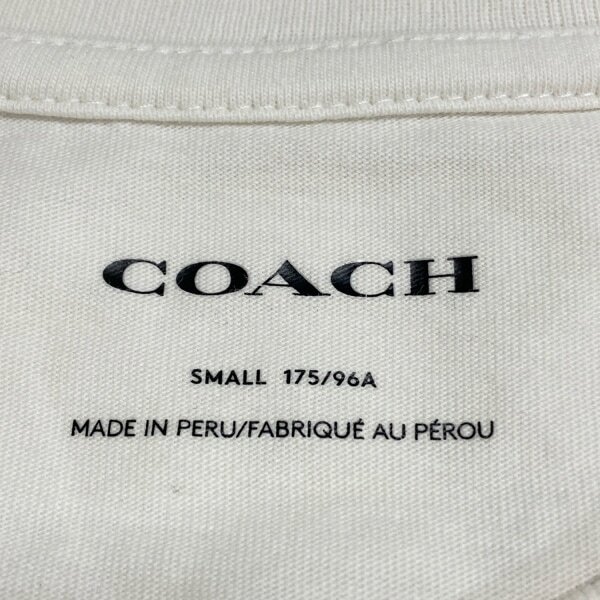 COACH
SMALL 175/96A
MADE IN PERU/FABRIQUÉ AU PÉROU